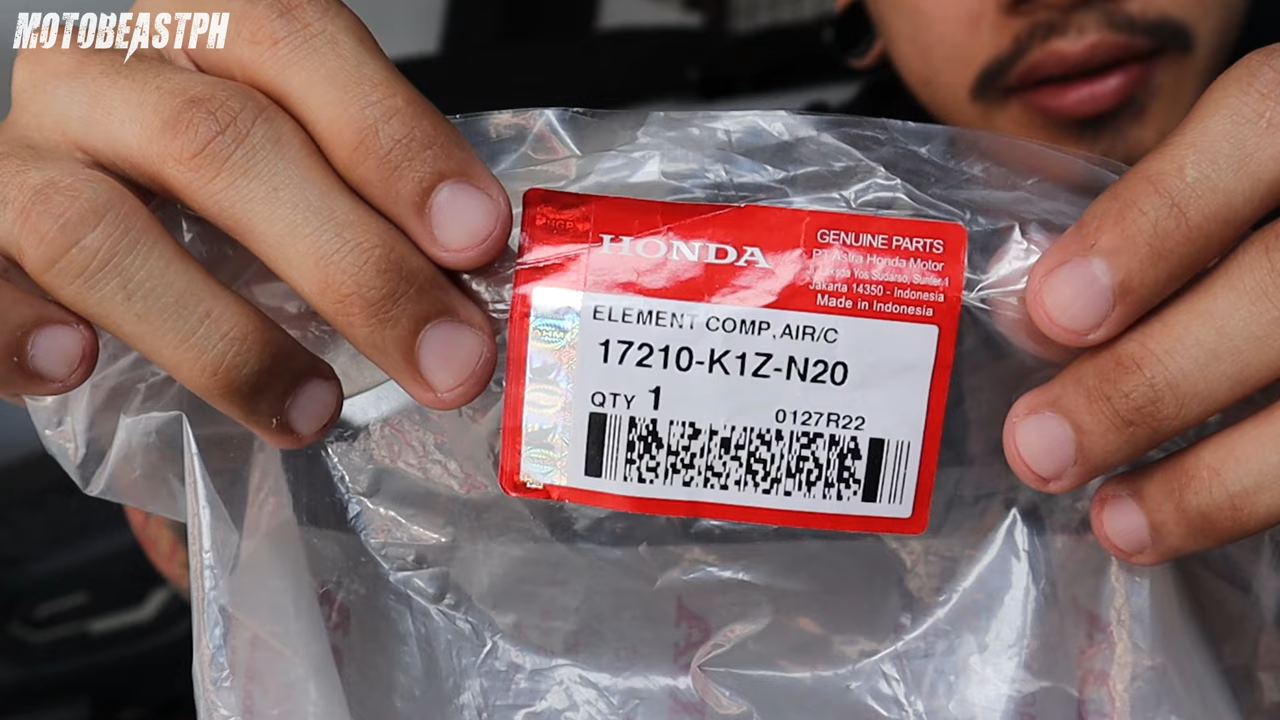 MOTOBEASTPH
HONDA
GENUINE PARTS
PT Astra Honda Motor
Jakarta 14350 - Indonesia
Made in Indonesia
ELEMENT COMP,AIR/C
17210-K1Z-N20
QTY 1
0127R22